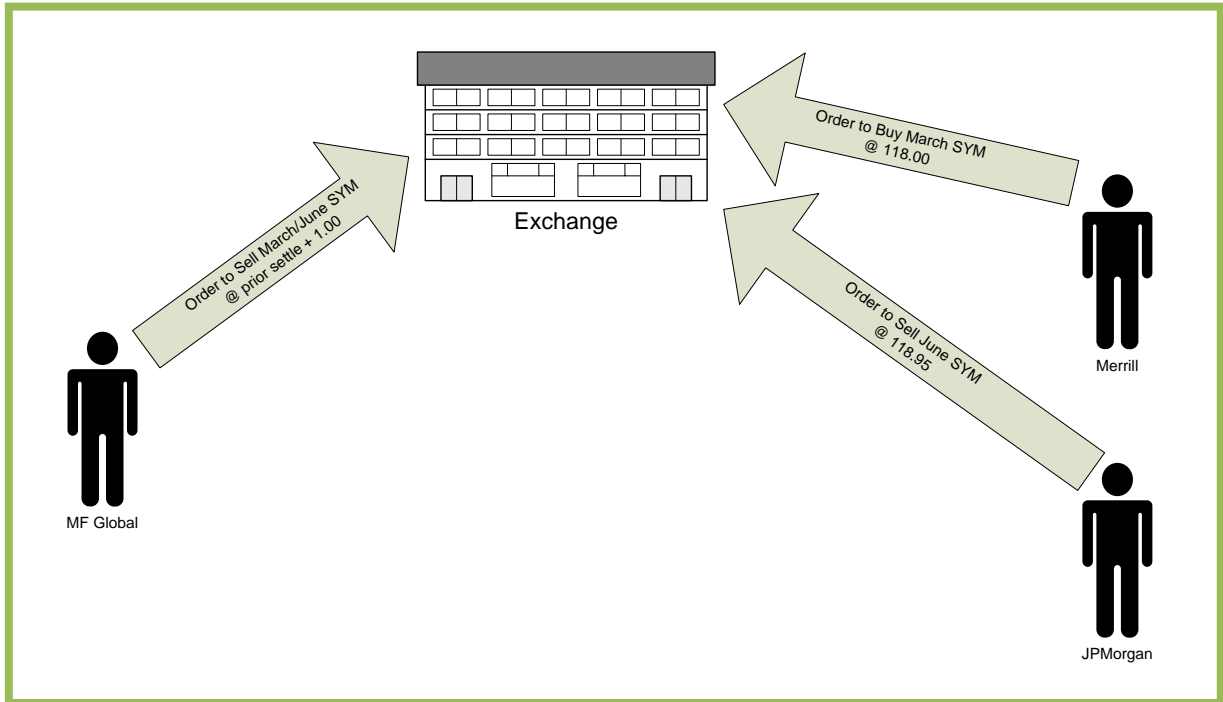 Exchange
Order to Buy March SYM
@ 118.00
Order to Sell March/June SYM
@ prior settle + 1.00
Order to Sell June SYM
@ 118.95
Merrill
MF Global
JPMorgan